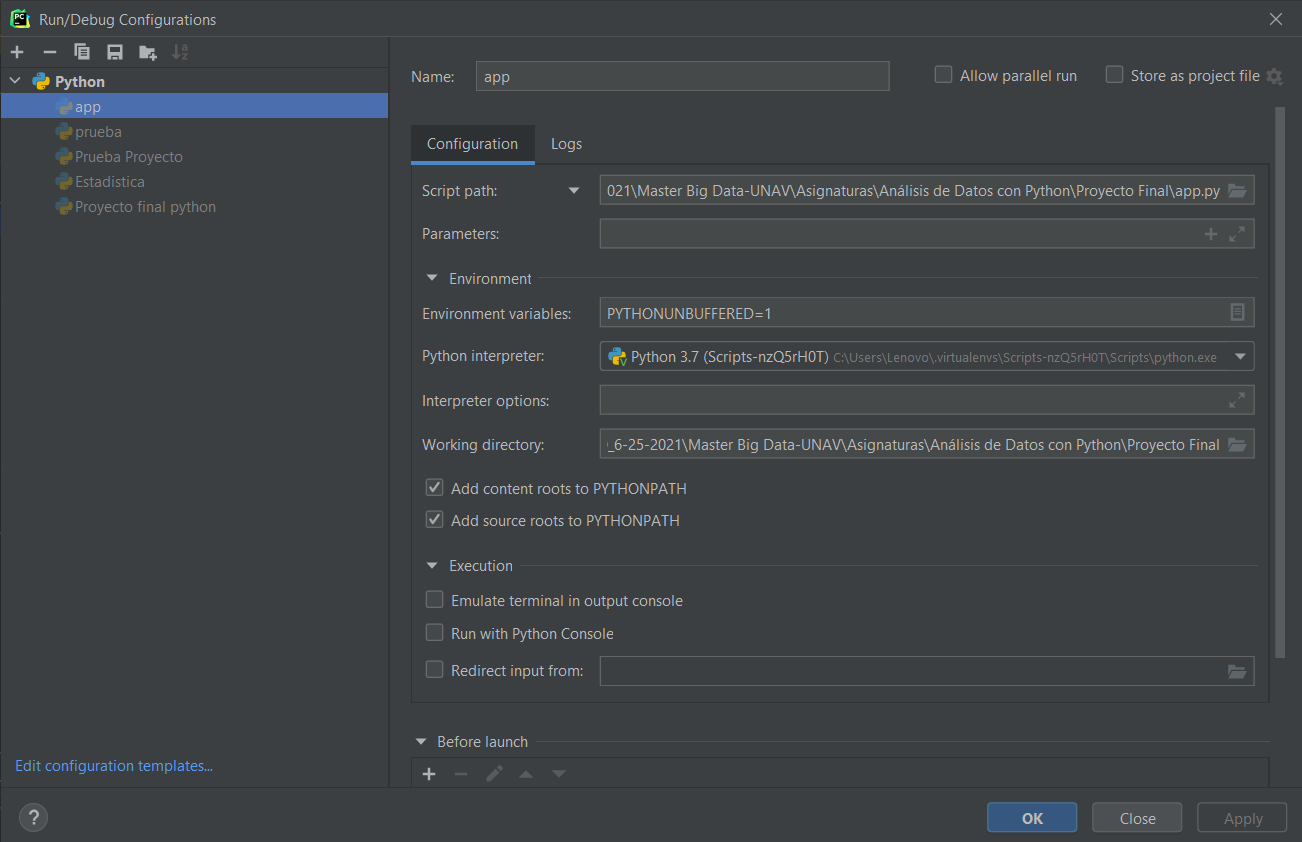 Run/Debug Configurations
Python
app
prueba
Prueba Proyecto
Estadistica
Proyecto final python
Edit configuration templates...
Name: app
Allow parallel run
Store as project file
Configuration Logs
Script path: 021\Master Big Data-UNAV\Asignaturas\Análisis de Datos con Python\Proyecto Final\app.py
Parameters:
Environment
Environment variables: PYTHONUNBUFFERED=1
Python interpreter: Python 3.7 (Scripts-nzQ5rH0T) C:\Users\Lenovo\.virtualenvs\Scripts-nzQ5rH0T\Scripts\python.exe
Interpreter options:
Working directory: _6-25-2021\Master Big Data-UNAV\Asignaturas\Análisis de Datos con Python\Proyecto Final
Add content roots to PYTHONPATH
Add source roots to PYTHONPATH
Execution
Emulate terminal in output console
Run with Python Console
Redirect input from:
Before launch
?
OK Close Apply